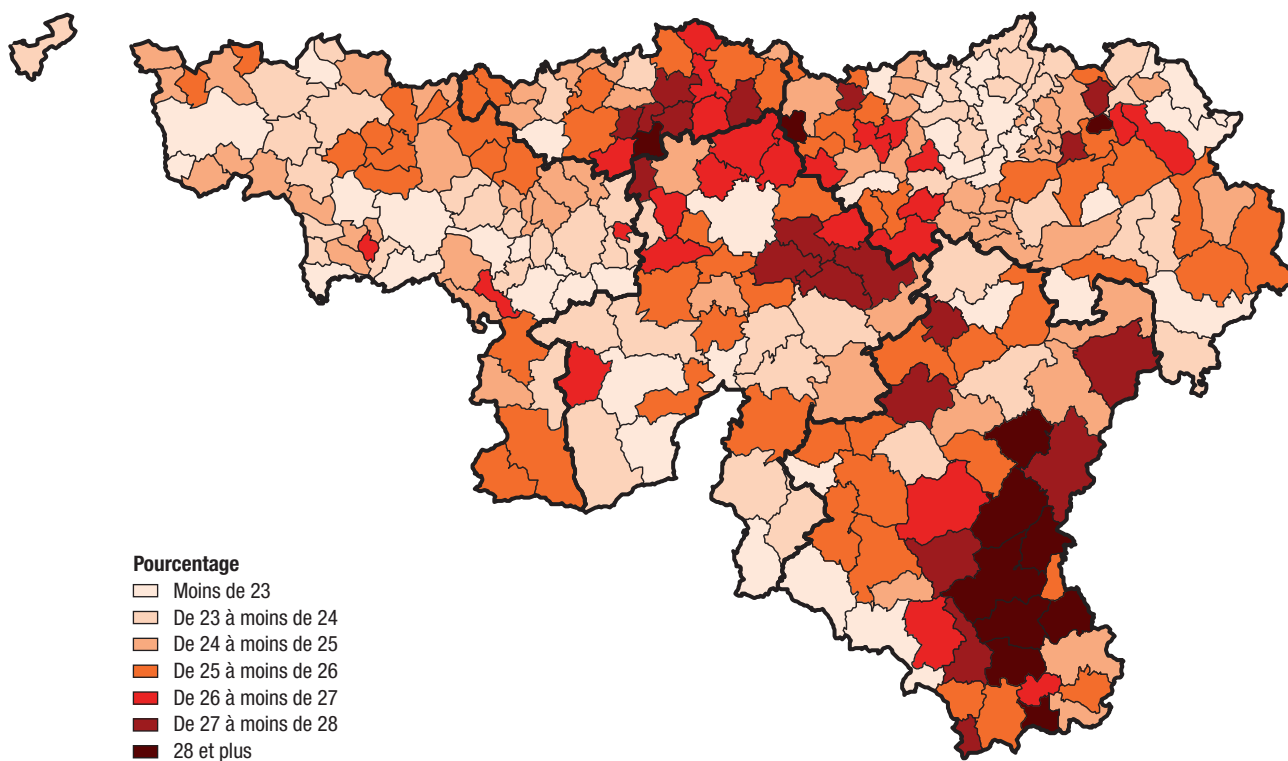 Pourcentage
Moins de 23
De 23 à moins de 24
De 24 à moins de 25
De 25 à moins de 26
De 26 à moins de 27
De 27 à moins de 28
28 et plus